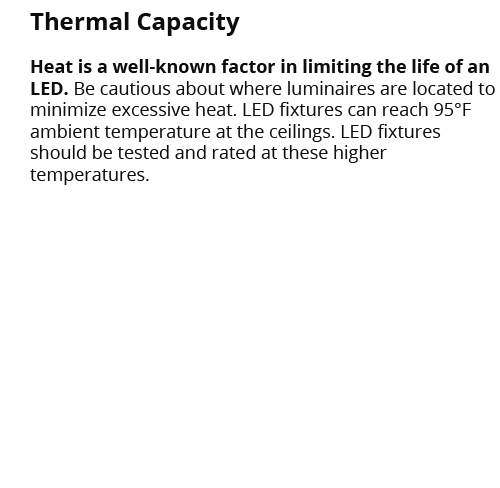 Thermal Capacity
Heat is a well-known factor in limiting the life of an
LED. Be cautious about where luminaires are located to
minimize excessive heat. LED fixtures can reach 95°F
ambient temperature at the ceilings. LED fixtures
should be tested and rated at these higher
temperatures.